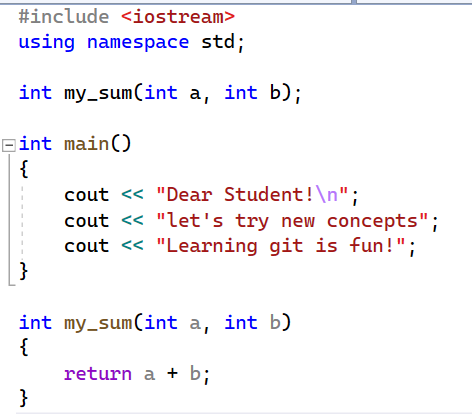 #include <iostream>
using namespace std;
int my_sum(int a, int b);
int main()
{
cout << "Dear Student!\n";
cout << "let's try new concepts";
cout << "Learning git is fun!";
}
int my_sum(int a, int b)
{
return a + b;
}